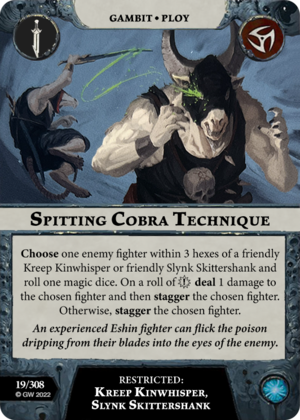 GAMBIT • PLOY
SPITTING COBRA TECHNIQUE
Choose one enemy fighter within 3 hexes of a friendly
Kreep Kinwhisper or friendly Slynk Skittershank and
roll one magic dice. On a roll of deal 1 damage to
the chosen fighter and then stagger the chosen fighter.
Otherwise, stagger the chosen fighter.
An experienced Eshin fighter can flick the poison
dripping from their blades into the eyes of the enemy.
19/308
© GW 2022
RESTRICTED:
KREEP KINWHISPER,
SLYNK SKITTERSHANK